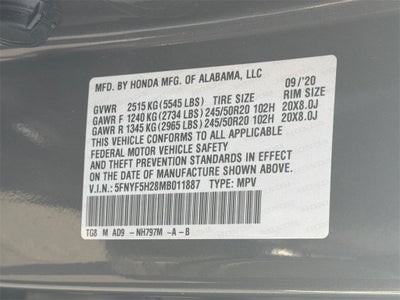 MFD. BY HONDA MFG. OF ALABAMA, LLC 09/'20
GVWR 2515 KG (5545 LBS) TIRE SIZE RIM SIZE
GAWR F 1240 KG (2734 LBS) 245/50R20 102H 20X8.0J
GAWR R 1345 KG (2965 LBS) 245/50R20 102H 20X8.0J
THIS VEHICLE CONFORMS TO ALL APPLICABLE
FEDERAL MOTOR VEHICLE SAFETY
AND THEFT PREVENTION STANDARDS IN EFFECT
ON THE DATE OF MANUFACTURE SHOWN ABOVE.
V.I.N.: 5FNYF5H28MB011887 TYPE: MPV
TG8 M AD9 -NH797M -A-B